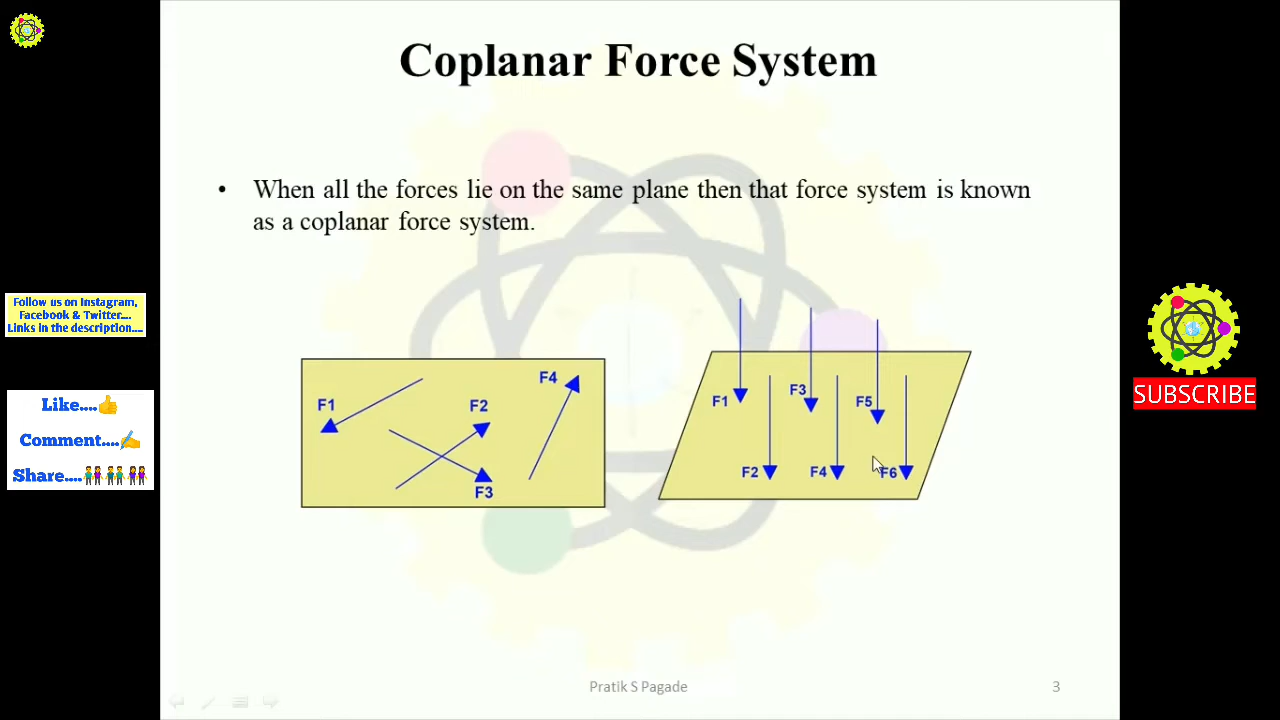 Coplanar Force System
• When all the forces lie on the same plane then that force system is known
as a coplanar force system.
Follow us on Instagram,
Facebook & Twitter....
Links in the description....
Like....👍
Comment....✍
Share....👬👬👭
SUBSCRIBE
F1
F2
F3
F4
F1
F2
F3
F4
F5
F6
Pratik S Pagade
3